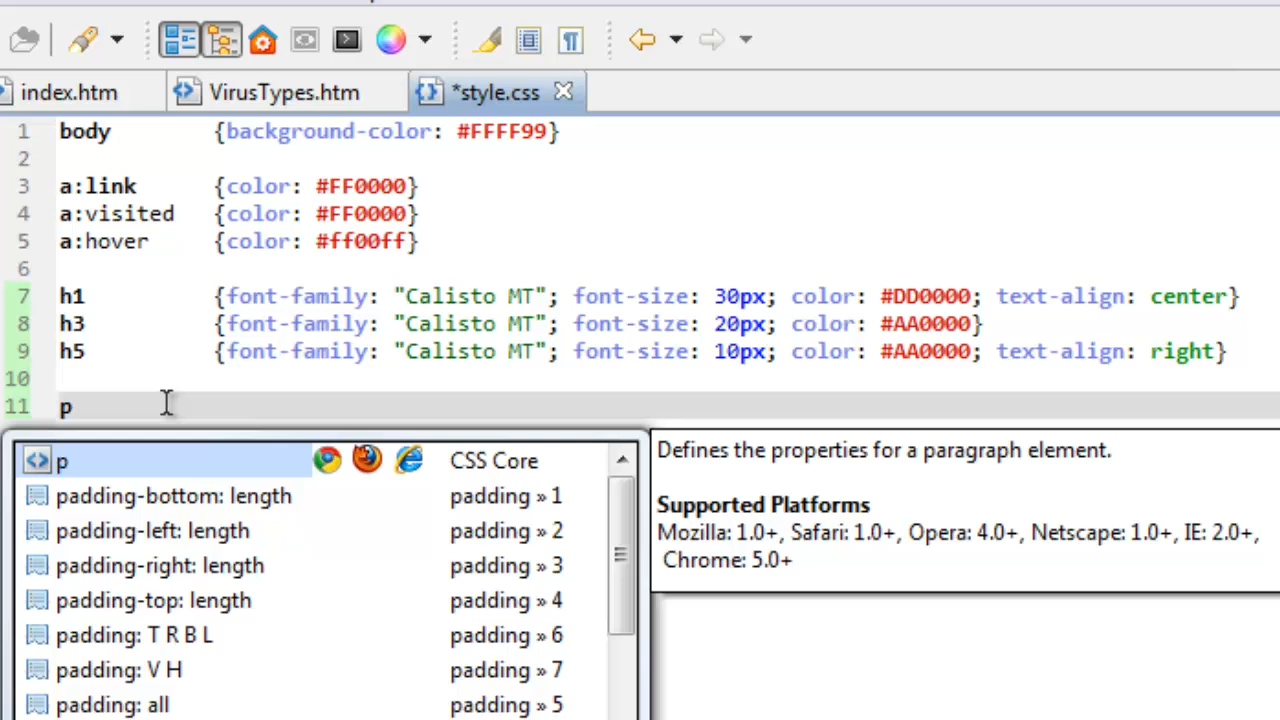 index.htm VirusTypes.htm *style.css
1 body {background-color: #FFFF99}
2
3 a:link {color: #FF0000}
4 a:visited {color: #FF0000}
5 a:hover {color: #ff00ff}
6
7 h1 {font-family: "Calisto MT"; font-size: 30px; color: #DD0000; text-align: center}
8 h3 {font-family: "Calisto MT"; font-size: 20px; color: #AA0000}
9 h5 {font-family: "Calisto MT"; font-size: 10px; color: #AA0000; text-align: right}
10
11 p
p CSS Core
padding-bottom: length padding » 1
padding-left: length padding » 2
padding-right: length padding » 3
padding-top: length padding » 4
padding: T R B L padding » 6
padding: V H padding » 7
padding: all padding » 5
Defines the properties for a paragraph element.
Supported Platforms
Mozilla: 1.0+, Safari: 1.0+, Opera: 4.0+, Netscape: 1.0+, IE: 2.0+,
Chrome: 5.0+